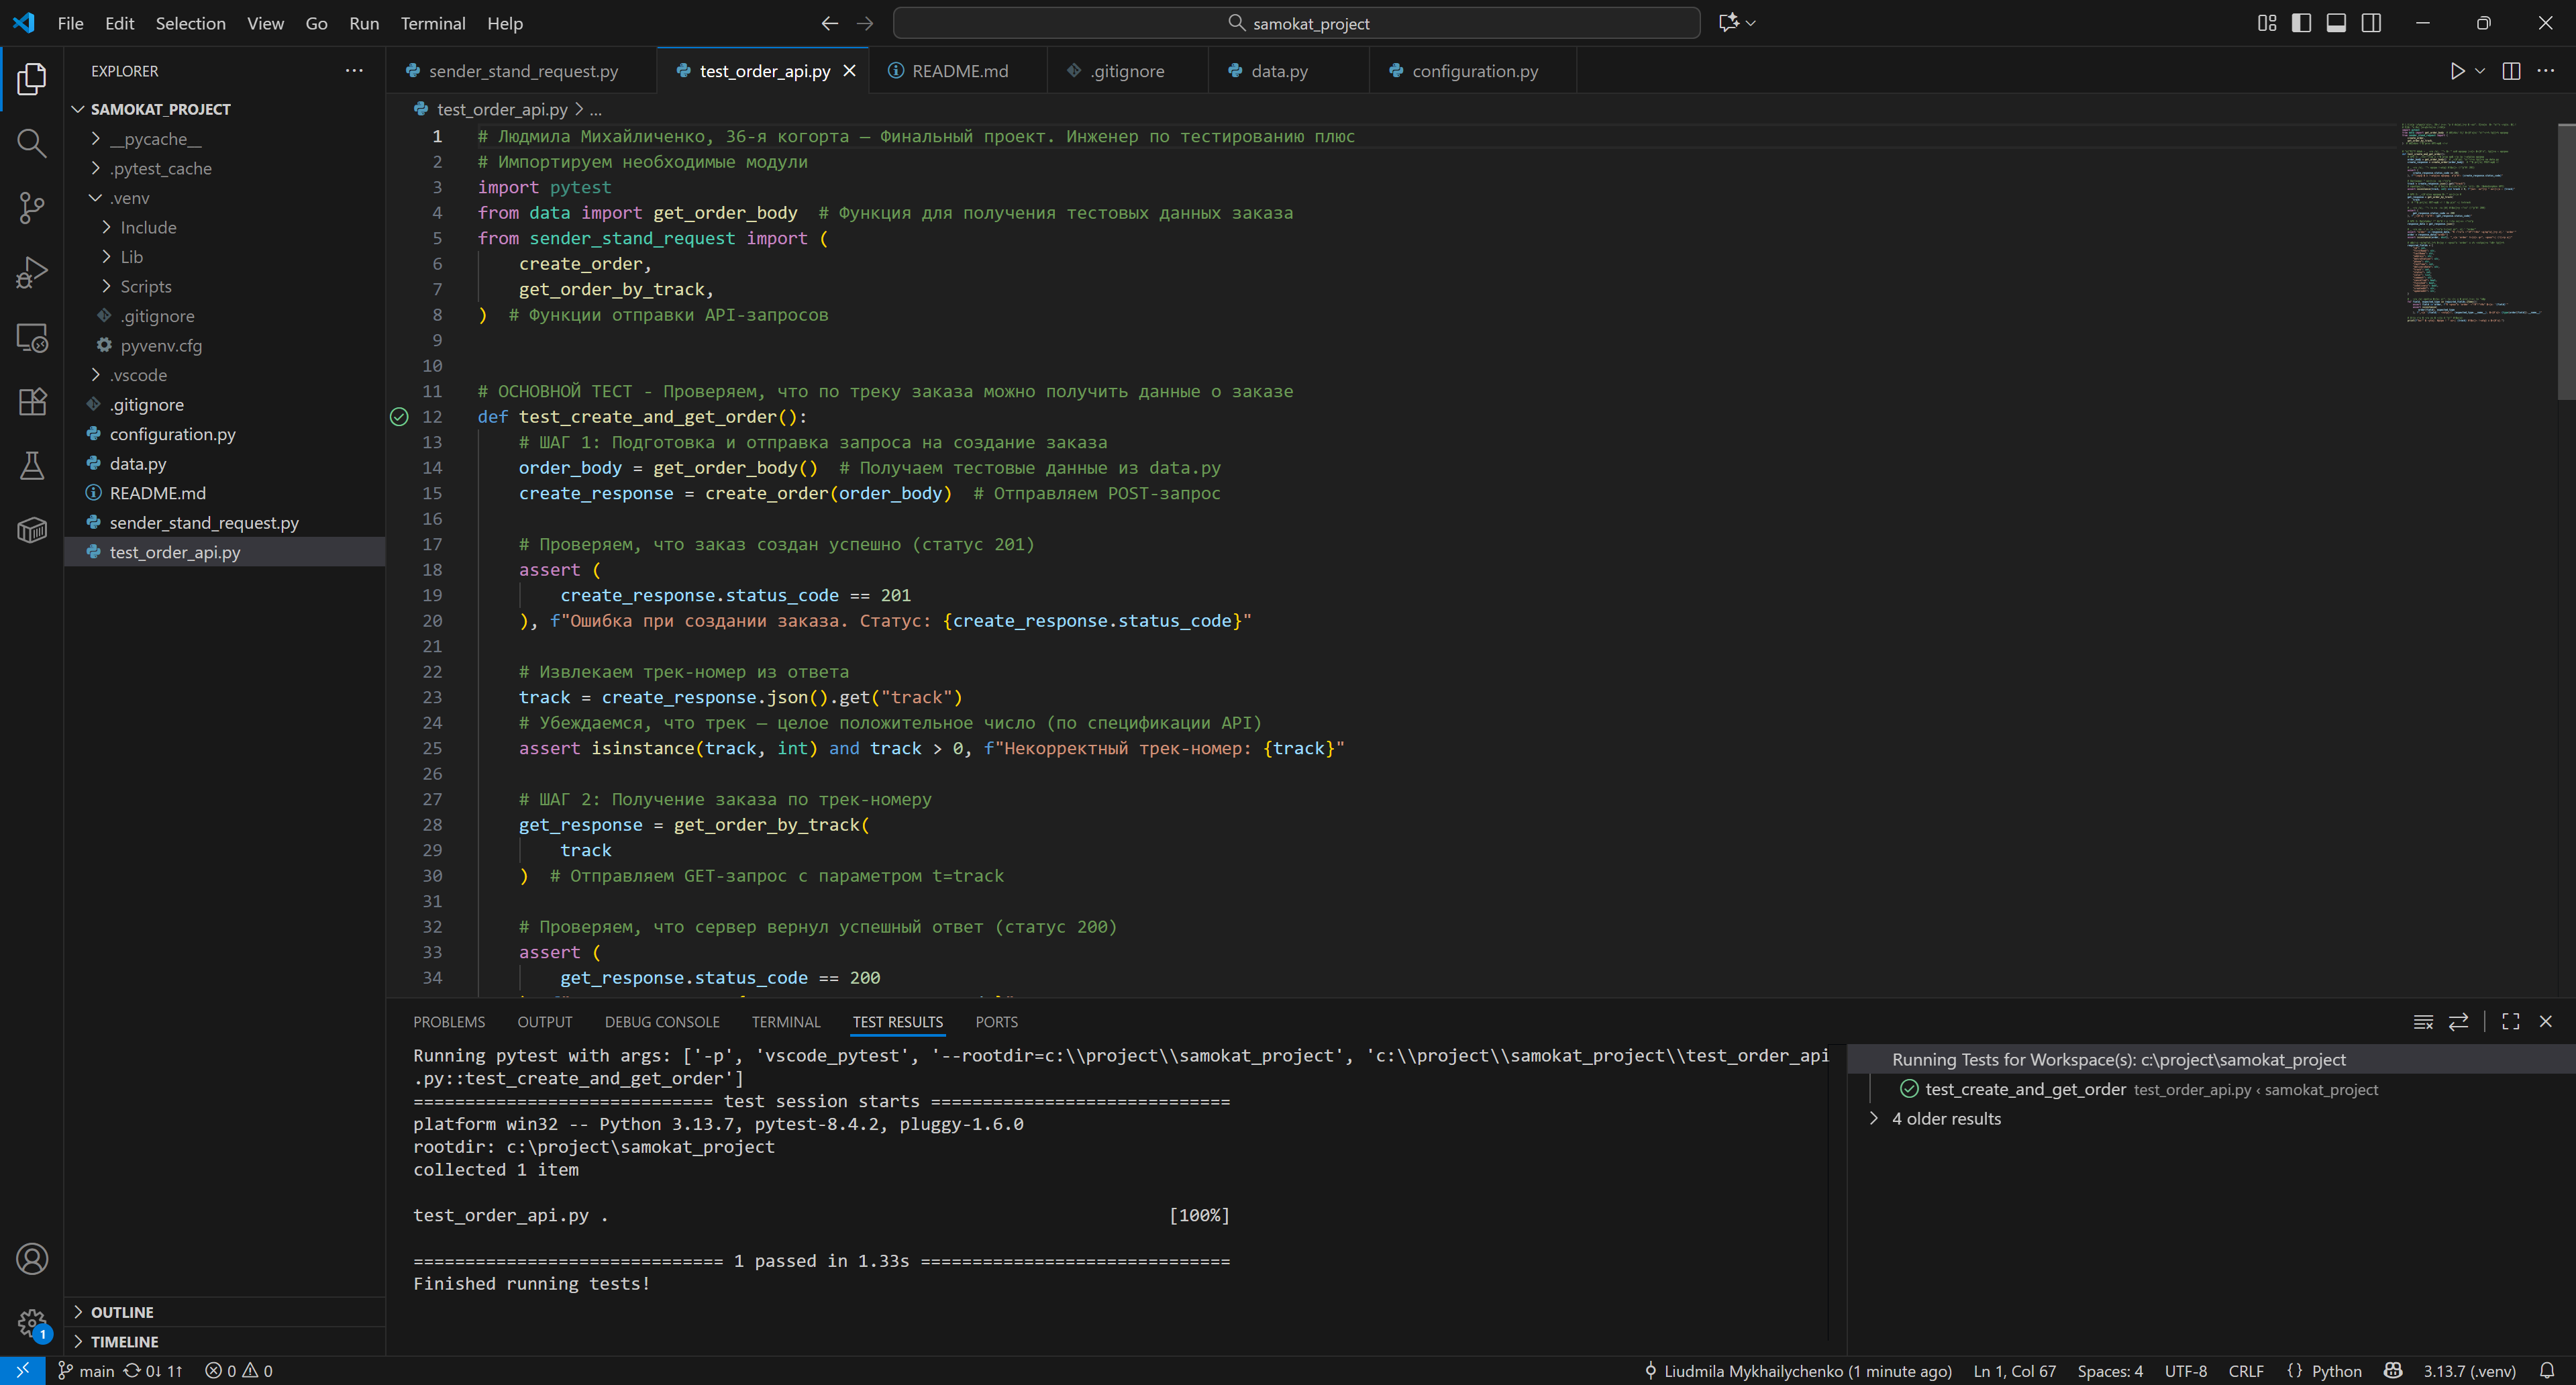 File Edit Selection View Go Run Terminal Help
samokat_project
EXPLORER
SAMOKAT_PROJECT
__pycache__
.pytest_cache
.venv
Include
Lib
Scripts
.gitignore
pyvenv.cfg
.vscode
.gitignore
configuration.py
data.py
README.md
sender_stand_request.py
test_order_api.py
OUTLINE
TIMELINE
sender_stand_request.py test_order_api.py README.md .gitignore data.py configuration.py
test_order_api.py > ...
1 # Людмила Михайличенко, 36-я когорта — Финальный проект. Инженер по тестированию плюс
2 # Импортируем необходимые модули
3 import pytest
4 from data import get_order_body # Функция для получения тестовых данных заказа
5 from sender_stand_request import (
6 create_order,
7 get_order_by_track,
8 ) # Функции отправки API-запросов
9
10
11 # ОСНОВНОЙ ТЕСТ - Проверяем, что по треку заказа можно получить данные о заказе
12 def test_create_and_get_order():
13 # ШАГ 1: Подготовка и отправка запроса на создание заказа
14 order_body = get_order_body() # Получаем тестовые данные из data.py
15 create_response = create_order(order_body) # Отправляем POST-запрос
16
17 # Проверяем, что заказ создан успешно (статус 201)
18 assert (
19 create_response.status_code == 201
20 ), f"Ошибка при создании заказа. Статус: {create_response.status_code}"
21
22 # Извлекаем трек-номер из ответа
23 track = create_response.json().get("track")
24 # Убеждаемся, что трек — целое положительное число (по спецификации API)
25 assert isinstance(track, int) and track > 0, f"Некорректный трек-номер: {track}"
26
27 # ШАГ 2: Получение заказа по трек-номеру
28 get_response = get_order_by_track(
29 track
30 ) # Отправляем GET-запрос с параметром t=track
31
32 # Проверяем, что сервер вернул успешный ответ (статус 200)
33 assert (
34 get_response.status_code == 200
PROBLEMS OUTPUT DEBUG CONSOLE TERMINAL TEST RESULTS PORTS
Running pytest with args: ['-p', 'vscode_pytest', '--rootdir=c:\\project\\samokat_project', 'c:\\project\\samokat_project\\test_order_api
.py::test_create_and_get_order']
============================= test session starts =============================
platform win32 -- Python 3.13.7, pytest-8.4.2, pluggy-1.6.0
rootdir: c:\project\samokat_project
collected 1 item
test_order_api.py . [100%]
============================== 1 passed in 1.33s ==============================
Finished running tests!
Running Tests for Workspace(s): c:\project\samokat_project
test_create_and_get_order test_order_api.py ‹ samokat_project
4 older results
1
main 0↓ 1↑ 0 0 Liudmila Mykhailychenko (1 minute ago) Ln 1, Col 67 Spaces: 4 UTF-8 CRLF {} Python 3.13.7 (.venv)